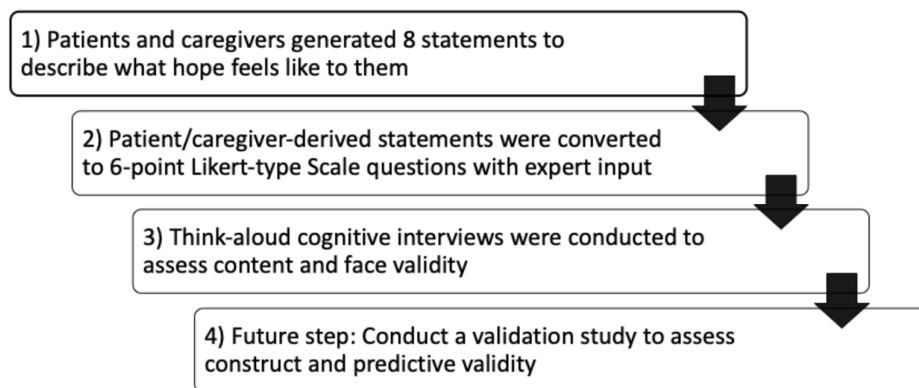 1) Patients and caregivers generated 8 statements to
describe what hope feels like to them
2) Patient/caregiver-derived statements were converted
to 6-point Likert-type Scale questions with expert input
3) Think-aloud cognitive interviews were conducted to
assess content and face validity
4) Future step: Conduct a validation study to assess
construct and predictive validity